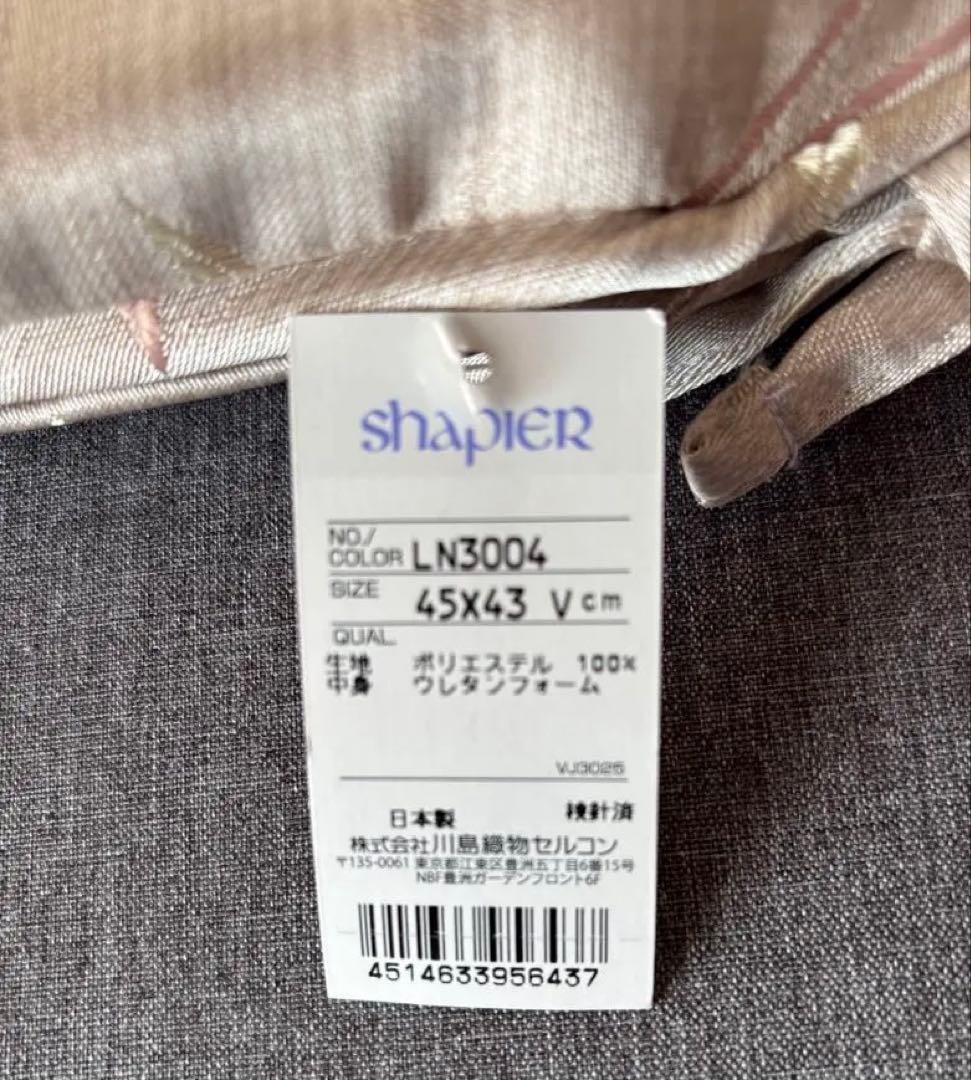 shapier
NO./
COLOR LN3004
SIZE 45X43 V cm
QUAL.
生地 ポリエステル 100%
中身 ウレタンフォーム
VJ3025
日本製 検針済
株式会社川島織物セルコン
〒135-0061 東京都江東区豊洲五丁目6番15号
NBF豊洲ガーデンフロント6F
4514633956437